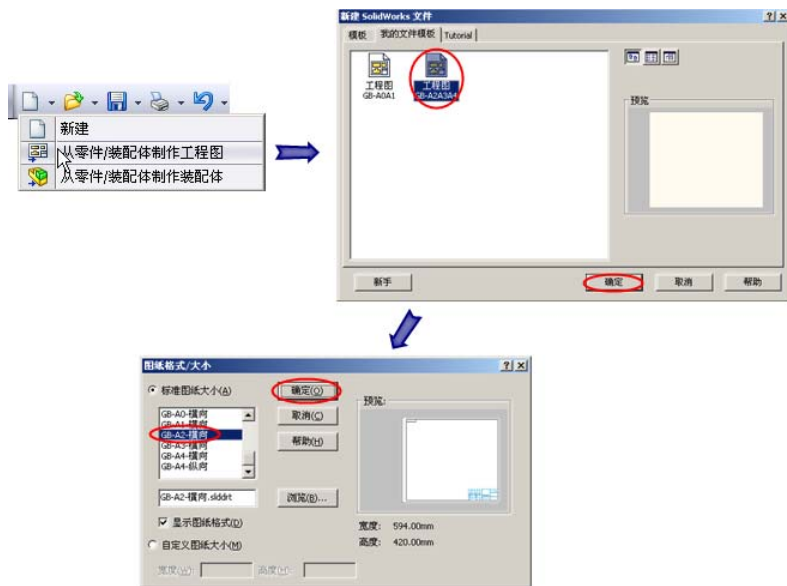 新建
从零件/装配体制作工程图
从零件/装配体制作装配体
新建 SolidWorks 文件
模板 我的文件模板 Tutorial
工程图 工程图
GB-A0A1 GB-A2A3A4
预览
新手 确定 取消 帮助
图纸格式/大小
标准图纸大小(A) 确定(O)
GB-A0-横向
GB-A1-横向
GB-A2-横向
GB-A3-横向
GB-A4-横向
GB-A4-纵向
取消(C)
帮助(H)
预览:
GB-A2-横向.slddrt 浏览(B)...
显示图纸格式(D)
宽度: 594.00mm
自定义图纸大小(M)
高度: 420.00mm
宽度(W): 高度(H):